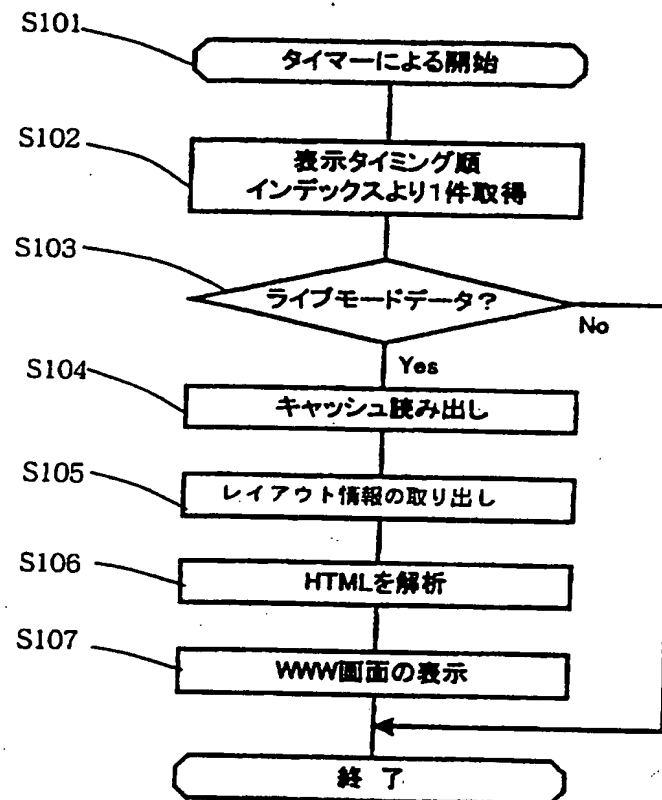 S101
タイマーによる開始
S102
表示タイミング順
インデックスより1件取得
S103
ライブモードデータ?
No
Yes
S104
キャッシュ読み出し
S105
レイアウト情報の取り出し
S106
HTMLを解析
S107
WWW画面の表示
終 了